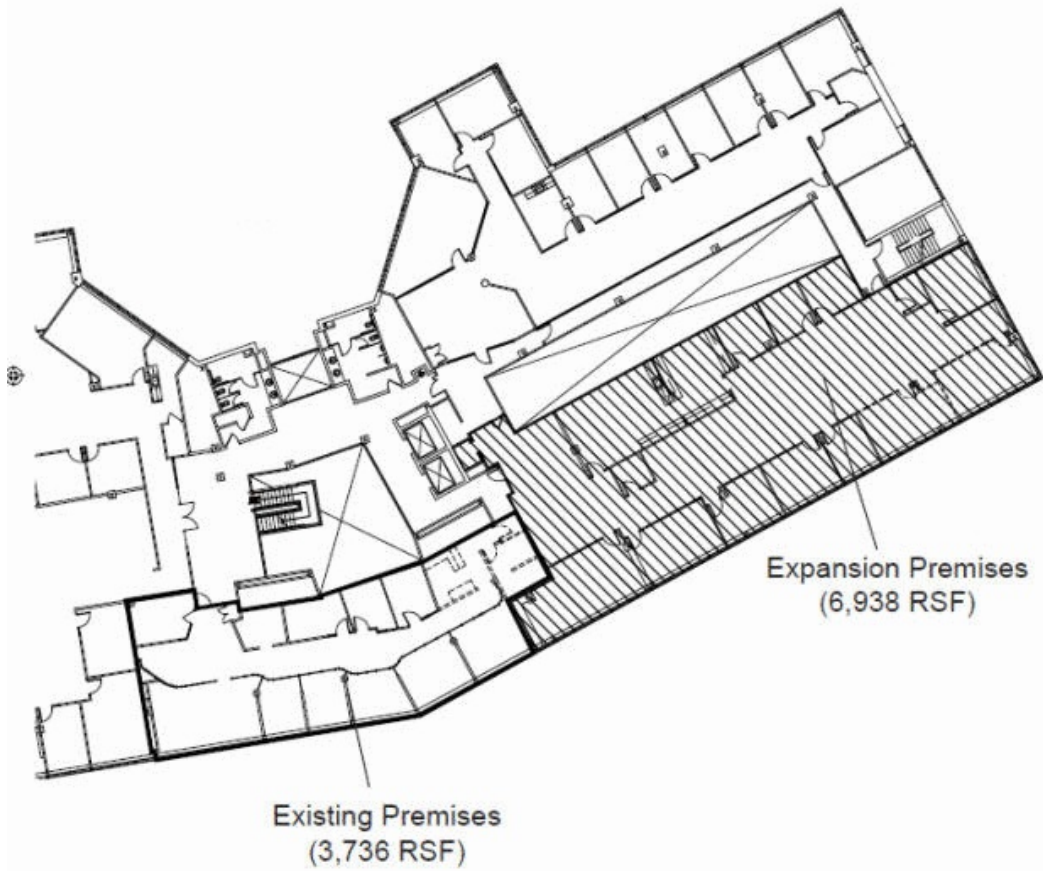 Expansion Premises
(6,938 RSF)
Existing Premises
(3,736 RSF)